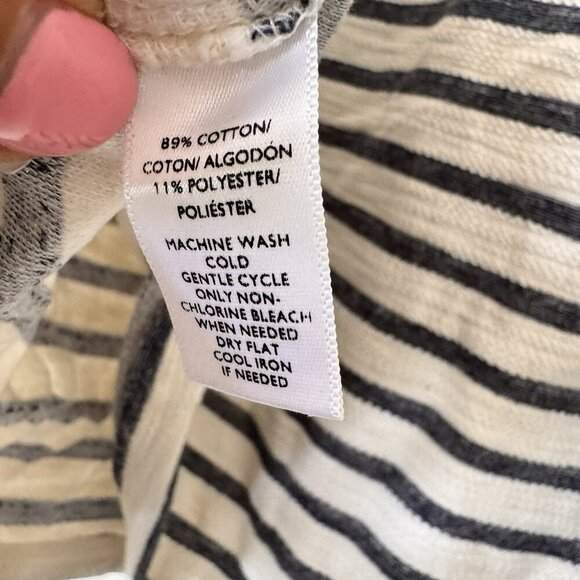 89% COTTON/
COTON/ ALGODÓN
11% POLYESTER/
POLIÉSTER
MACHINE WASH
COLD
GENTLE CYCLE
ONLY NON-
CHLORINE BLEACH
WHEN NEEDED
DRY FLAT
COOL IRON
IF NEEDED